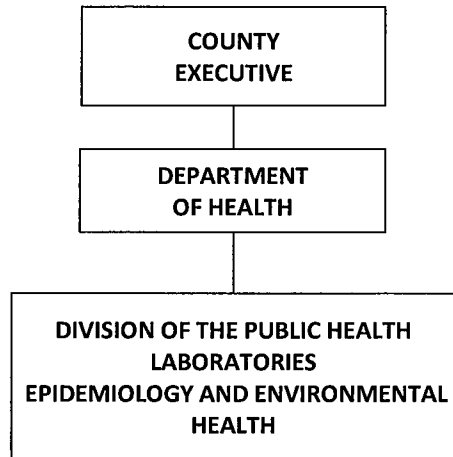 COUNTY
EXECUTIVE
DEPARTMENT
OF HEALTH
DIVISION OF THE PUBLIC HEALTH
LABORATORIES
EPIDEMIOLOGY AND ENVIRONMENTAL
HEALTH